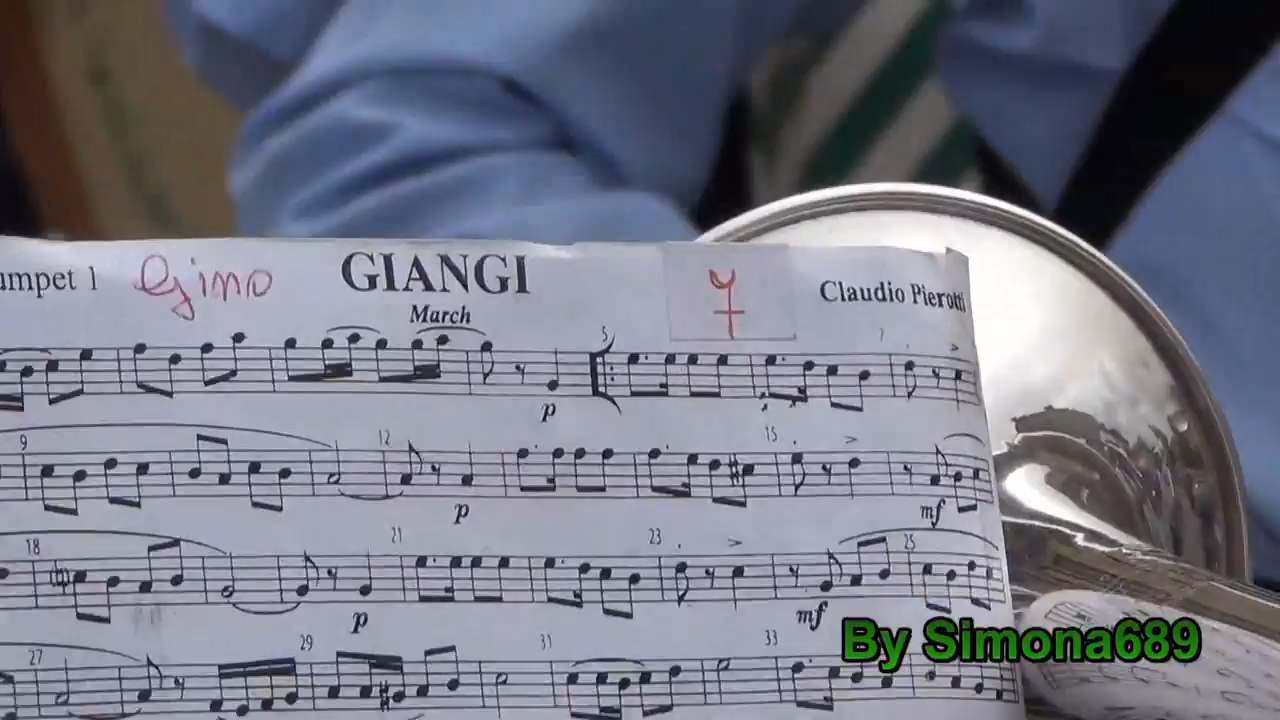 umpet 1 Gino GIANGI Claudio Pierotti
March
5 7
p
9 12 15
p mf
18 21 23 25
p mf
27 29 31 33
By Simona689